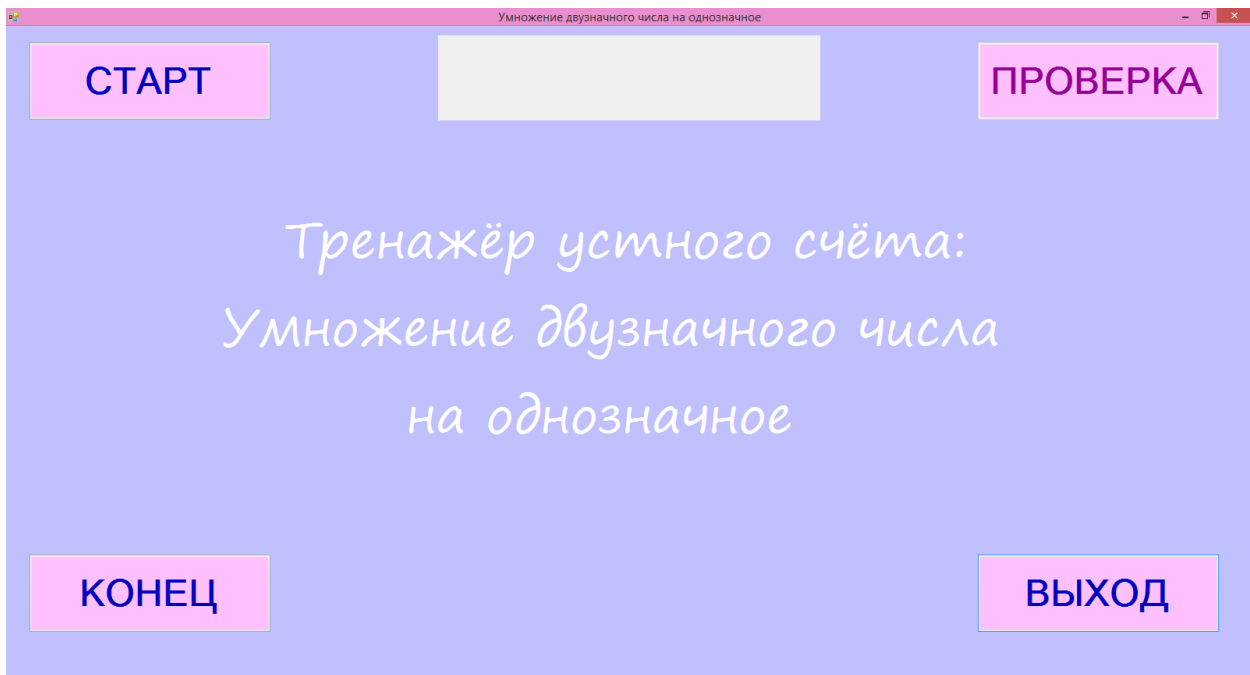 Умножение двузначного числа на однозначное
СТАРТ
ПРОВЕРКА
Тренажёр устного счёта:
Умножение двузначного числа
на однозначное
КОНЕЦ
ВЫХОД